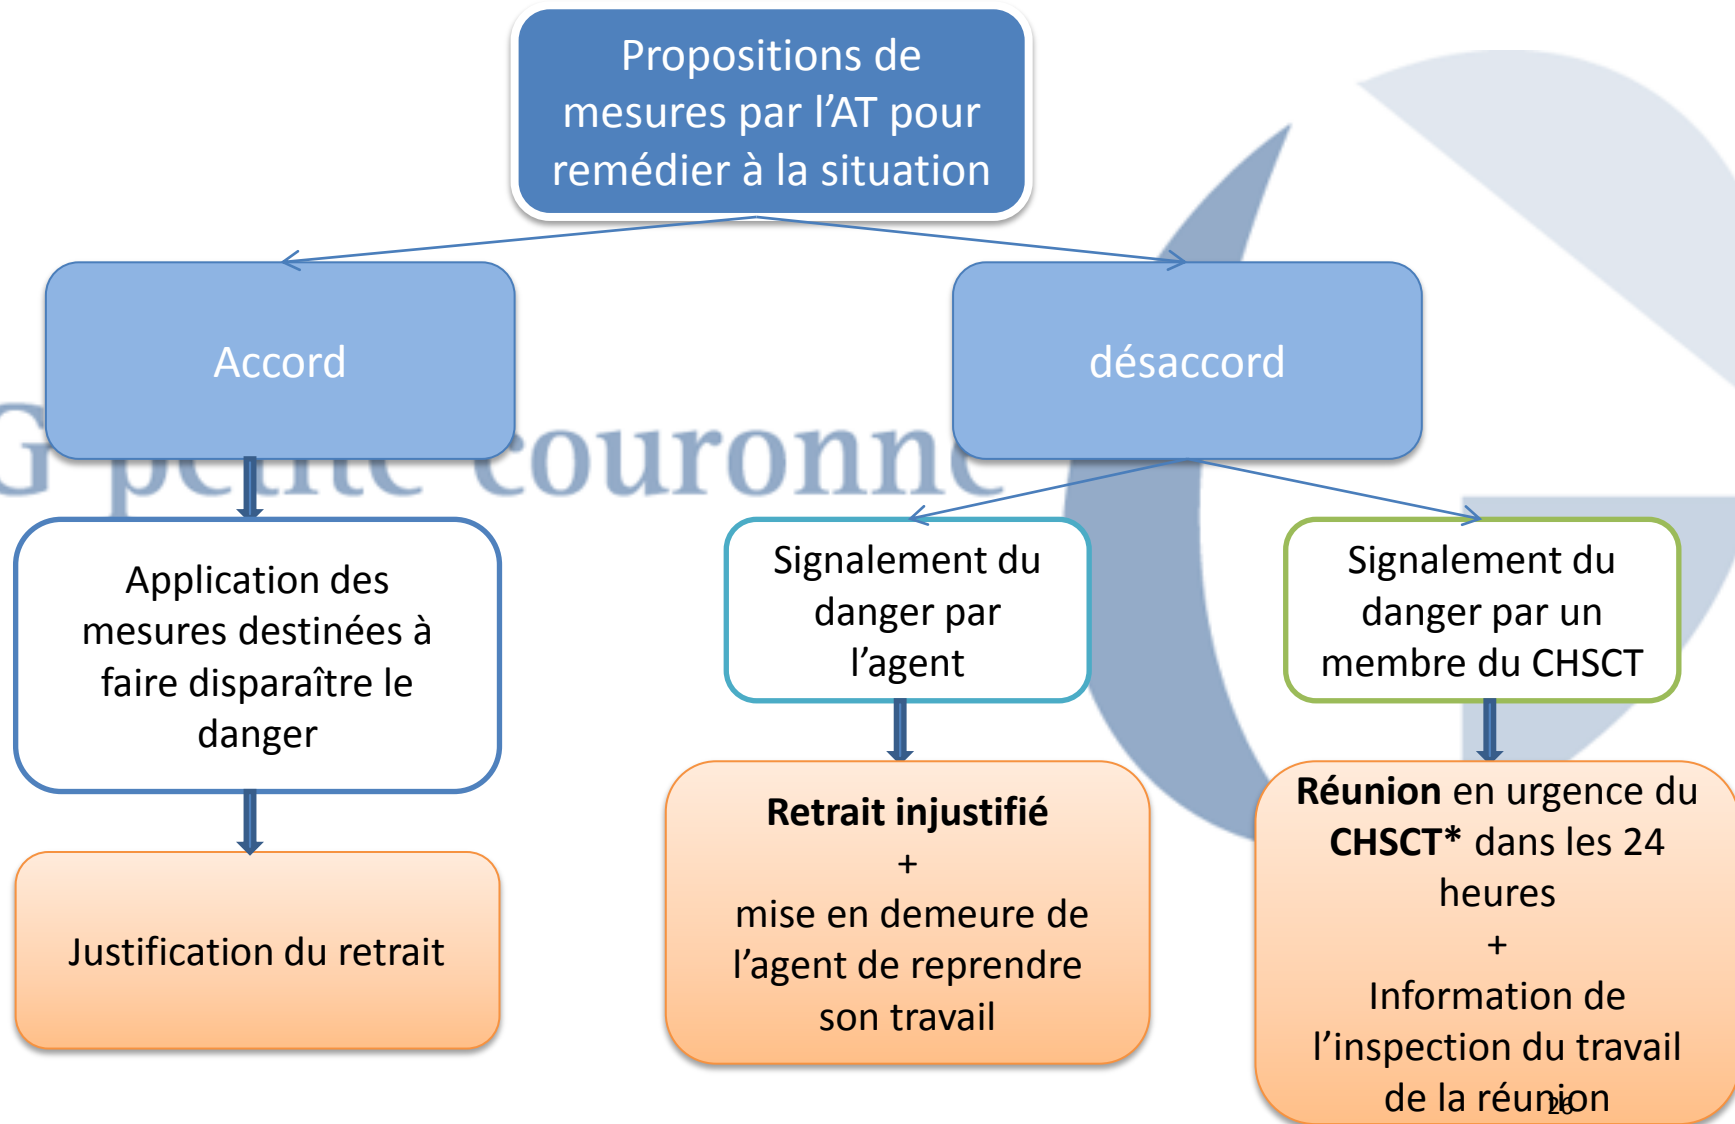 Propositions de
mesures par l’AT pour
remédier à la situation
Accord
désaccord
G petite couronne
Application des
mesures destinées à
faire disparaître le
danger
Signalement du
danger par
l’agent
Signalement du
danger par un
membre du CHSCT
Justification du retrait
Retrait injustifié
+
mise en demeure de
l’agent de reprendre
son travail
Réunion en urgence du
CHSCT* dans les 24
heures
+
Information de
l’inspection du travail
de la réunion
26